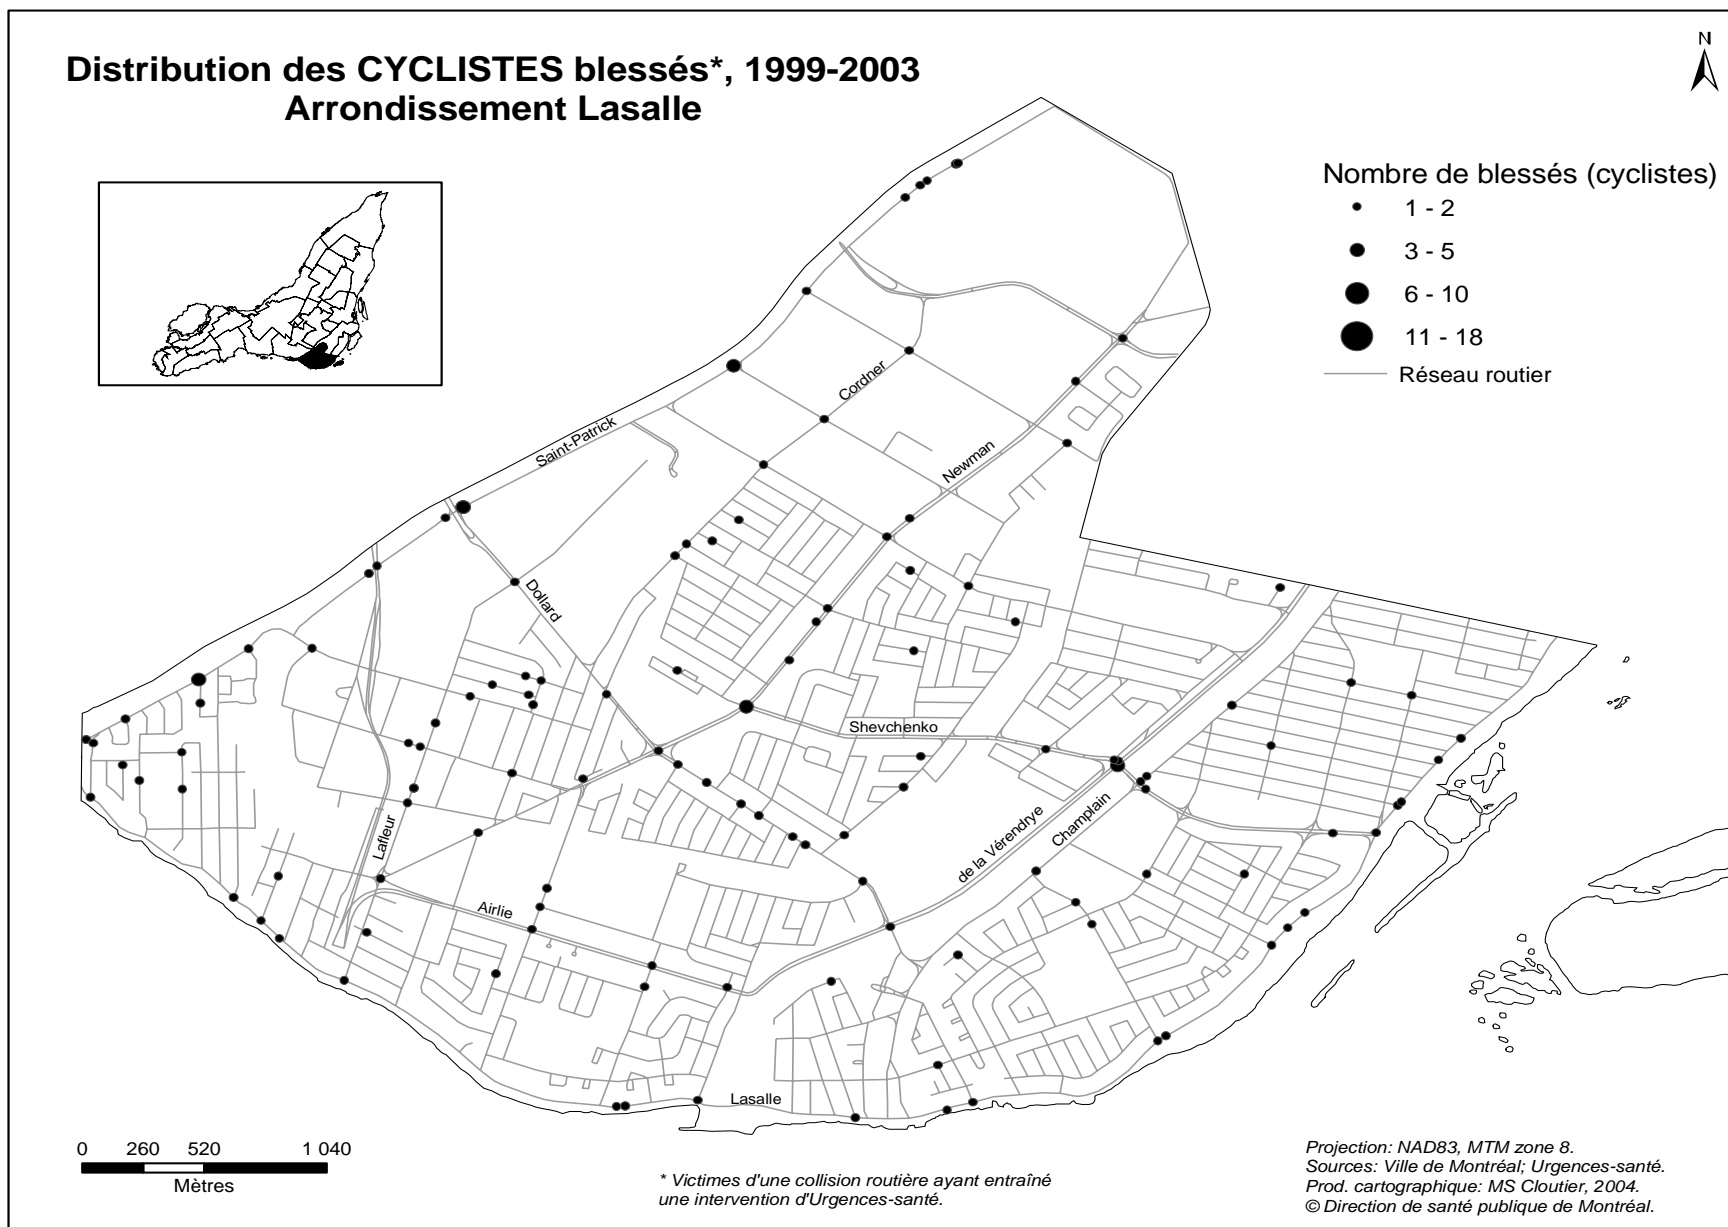 Distribution des CYCLISTES blessés*, 1999-2003
Arrondissement Lasalle
N
Nombre de blessés (cyclistes)
1 - 2
3 - 5
6 - 10
11 - 18
Réseau routier
Cordner
Saint-Patrick
Newman
Dollard
Shevchenko
Lafleur
de la Vérendrye
Champlain
Airlie
Lasalle
0 260 520 1 040
Mètres
* Victimes d'une collision routière ayant entraîné
une intervention d'Urgences-santé.
Projection: NAD83, MTM zone 8.
Sources: Ville de Montréal; Urgences-santé.
Prod. cartographique: MS Cloutier, 2004.
© Direction de santé publique de Montréal.